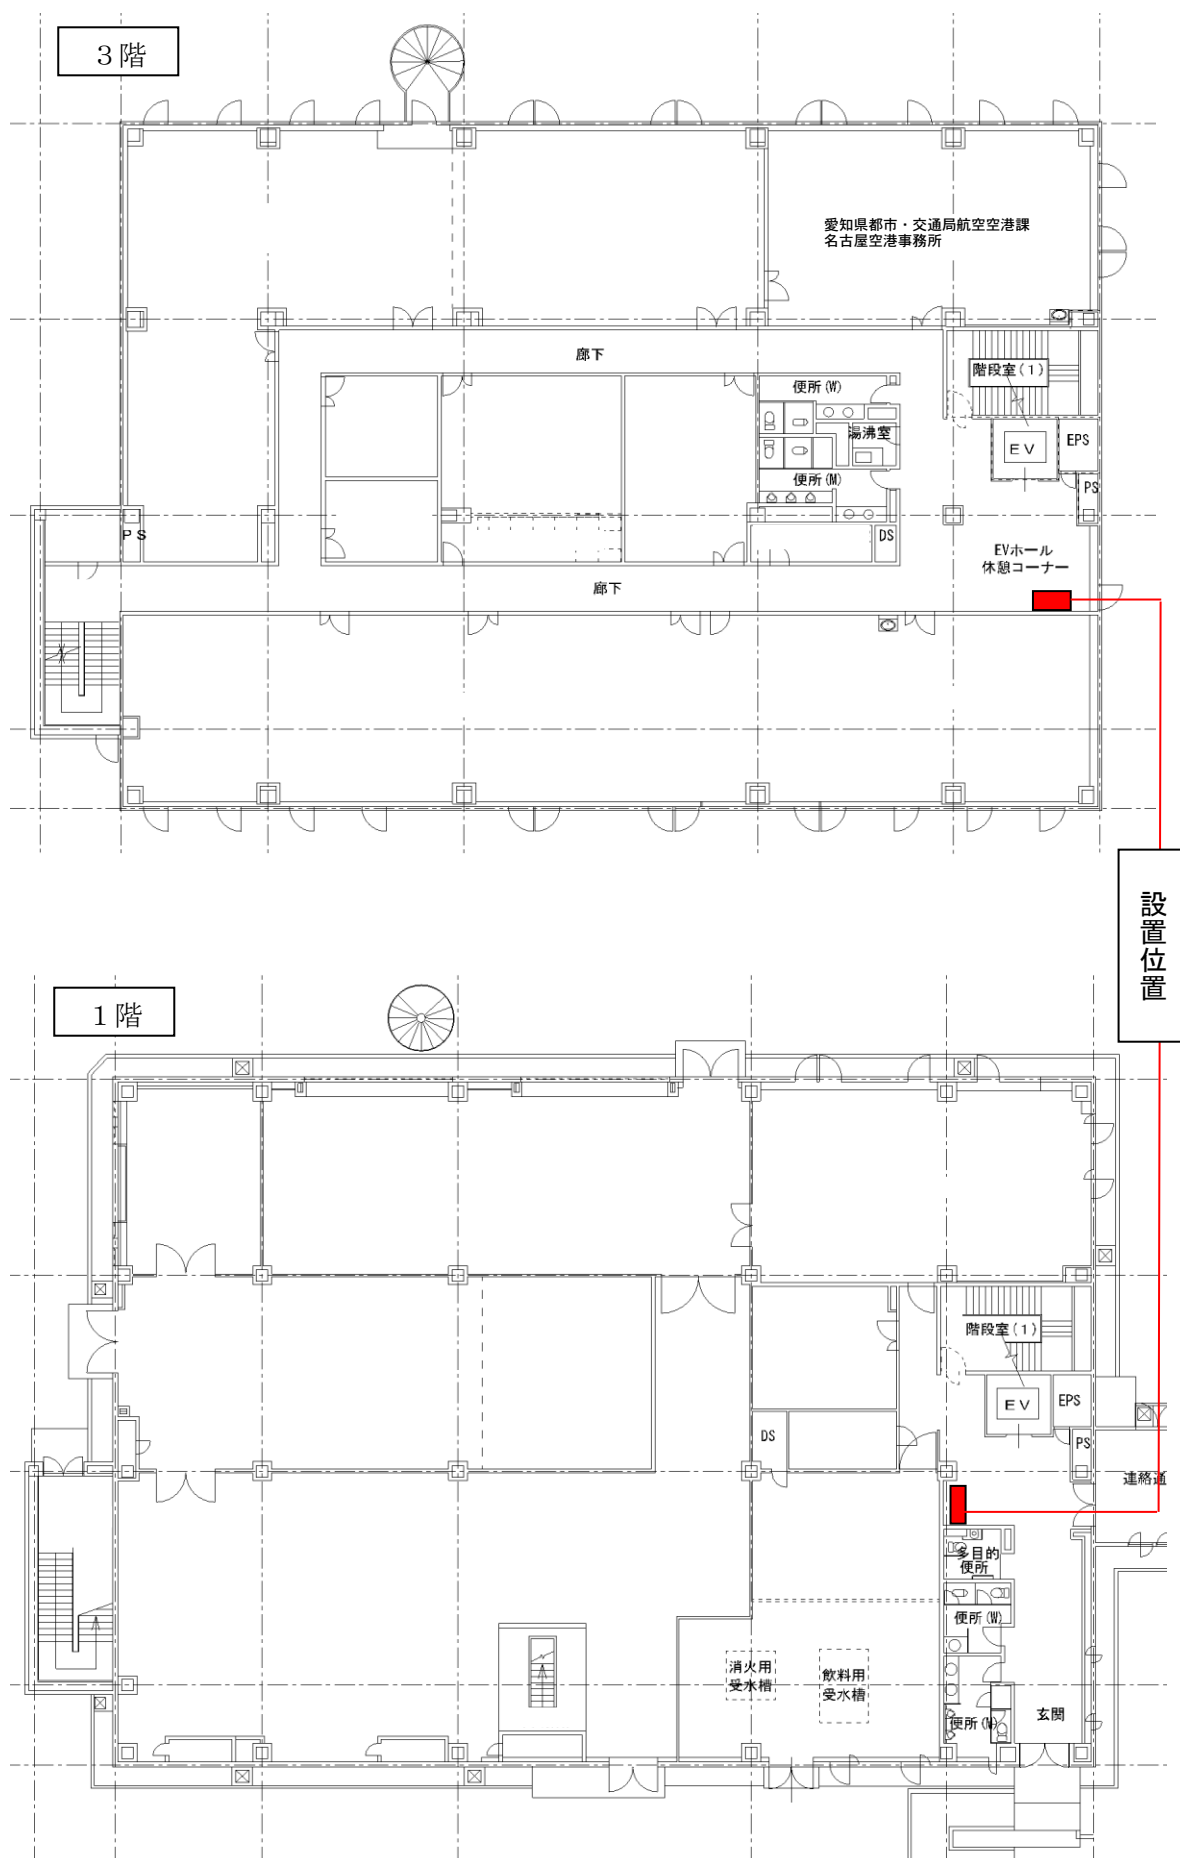 ３階
愛知県都市・交通局航空空港課
名古屋空港事務所
廊下
階段室(1)
便所(W)
湯沸室
EV
EPS
便所(M)
PS
PS
DS
EVホール
休憩コーナー
廊下
設置位置
１階
階段室(1)
EV
EPS
DS
PS
連絡通
多目的
便所
便所(W)
消火用
受水槽
飲料用
受水槽
便所(M)
玄関